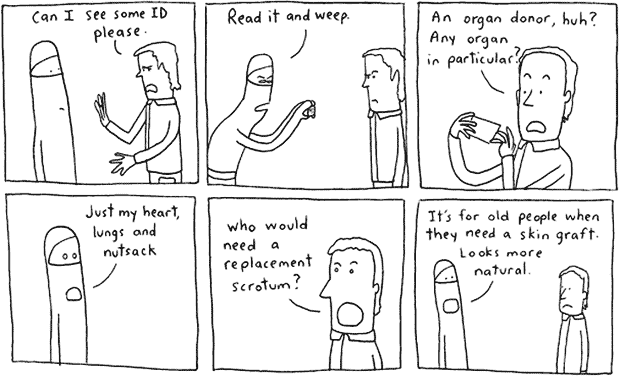 Can I see some ID
please.
Read it and weep.
An organ donor, huh?
Any organ
in particular?
Just my heart,
lungs and
nutsack
who would
need a
replacement
scrotum?
It's for old people when
they need a skin graft.
Looks more
natural.